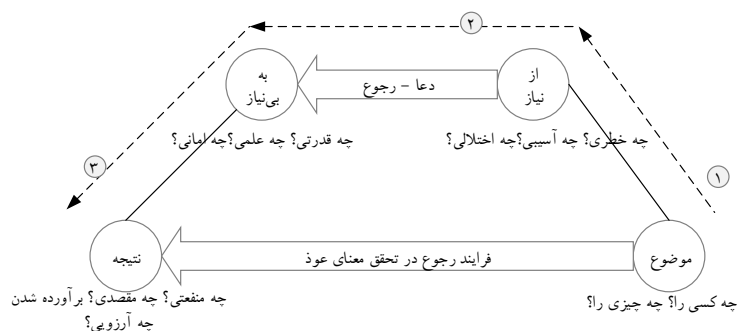 ۲
از
نیاز
دعا - رجوع
به
بی‌نیاز
چه خطری؟ چه آسیبی؟چه اختلالی؟
چه قدرتی؟ چه علمی؟چه امانی؟
۱
۳
موضوع
فرایند رجوع در تحقق معنای عوذ
نتیجه
چه کسی را؟ چه چیزی را؟
چه منفعتی؟ چه مقصدی؟ برآورده شدن
چه آرزویی؟